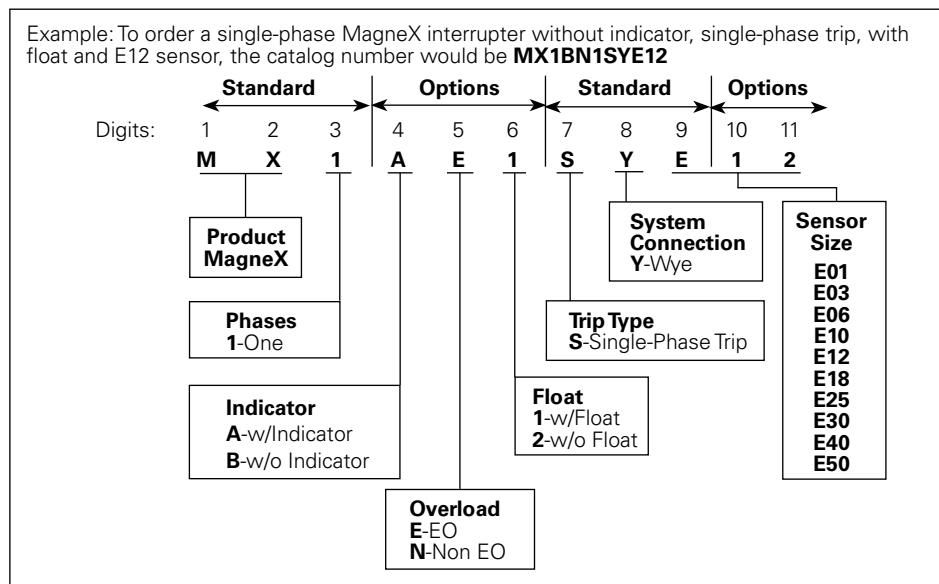 Example: To order a single-phase MagneX interrupter without indicator, single-phase trip, with
float and E12 sensor, the catalog number would be MX1BN1SYE12
Standard Options Standard Options
Digits: 1 2 3 4 5 6 7 8 9 10 11
M X 1 A E 1 S Y E 1 2
Product
MagneX
System
Connection
Y-Wye
Sensor
Size
E01
E03
E06
E10
E12
E18
E25
E30
E40
E50
Phases
1-One
Trip Type
S-Single-Phase Trip
Indicator
A-w/Indicator
B-w/o Indicator
Float
1-w/Float
2-w/o Float
Overload
E-EO
N-Non EO